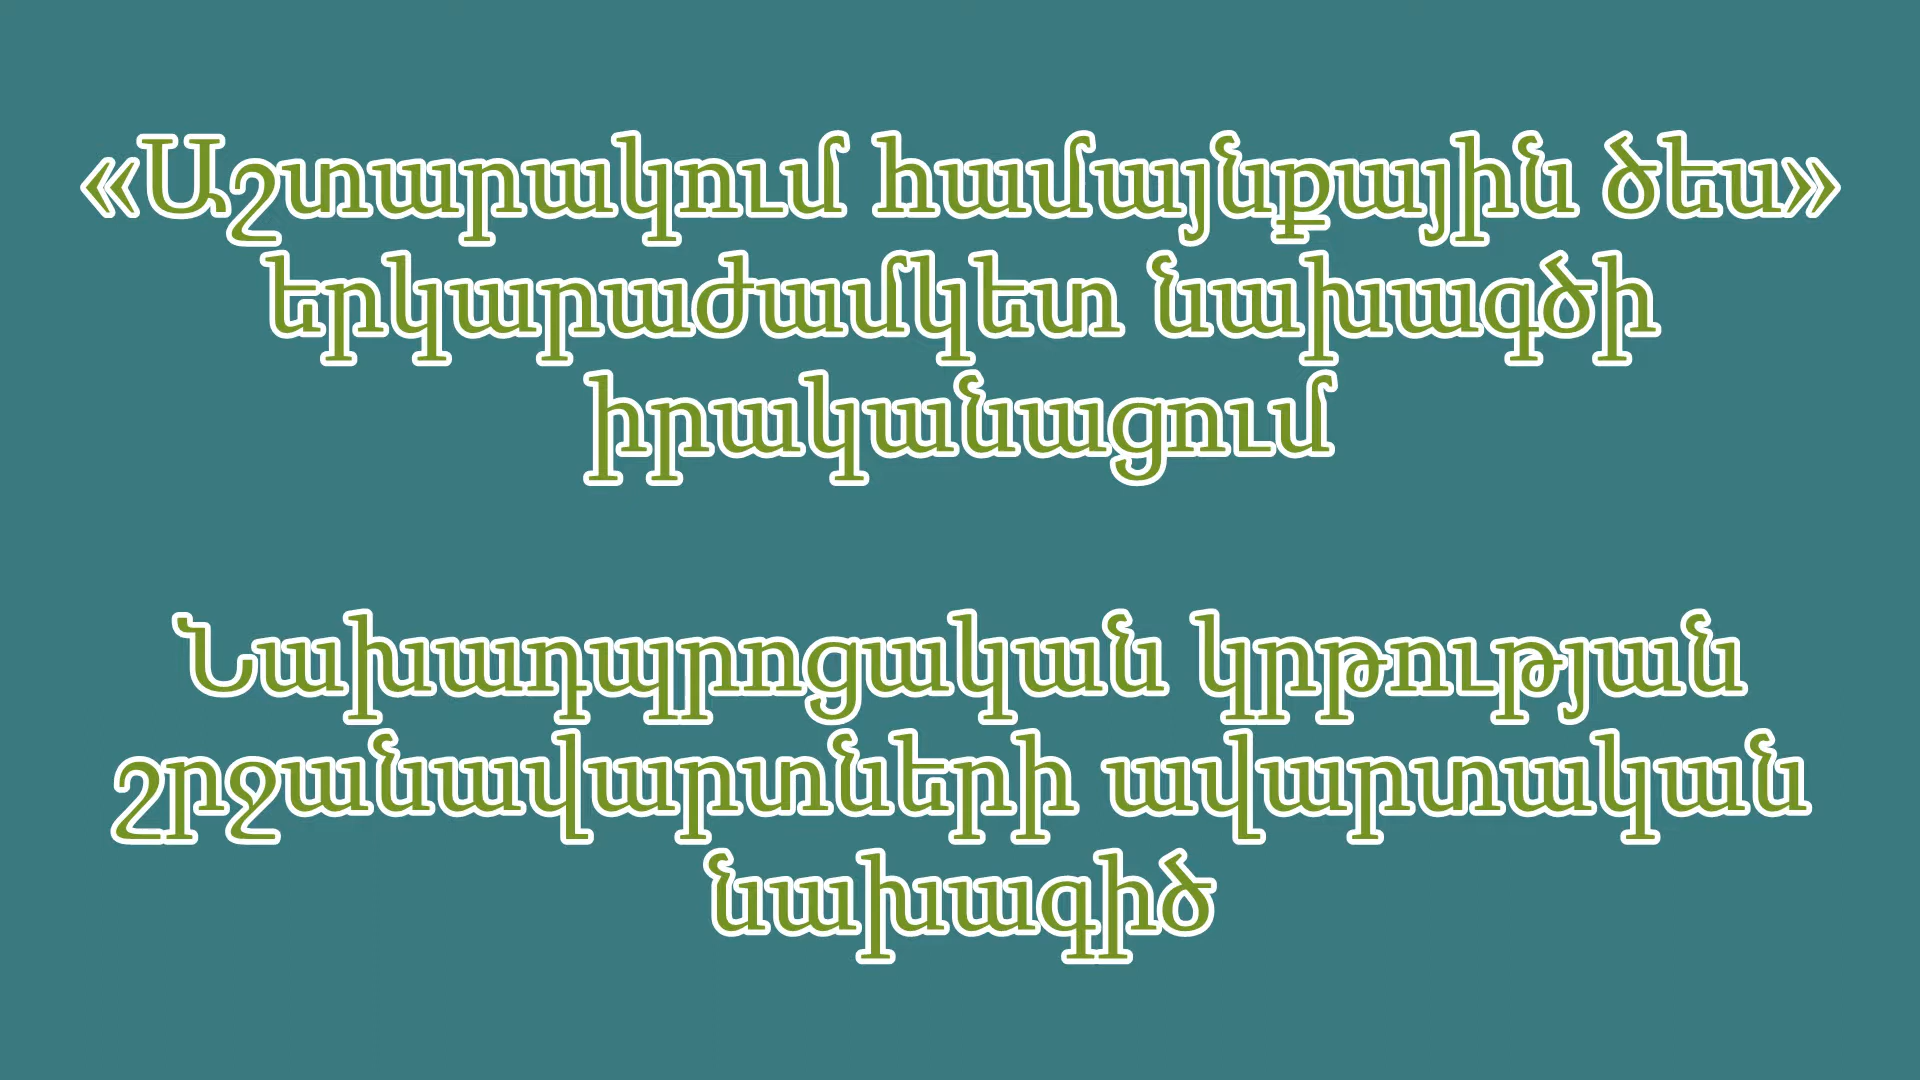 «Աշտարակում համայնքային ծես»
երկարաժամկետ նախագծի
իրականացում
Նախադպրոցական կրթության
շրջանավարտների ավարտական
նախագիծ